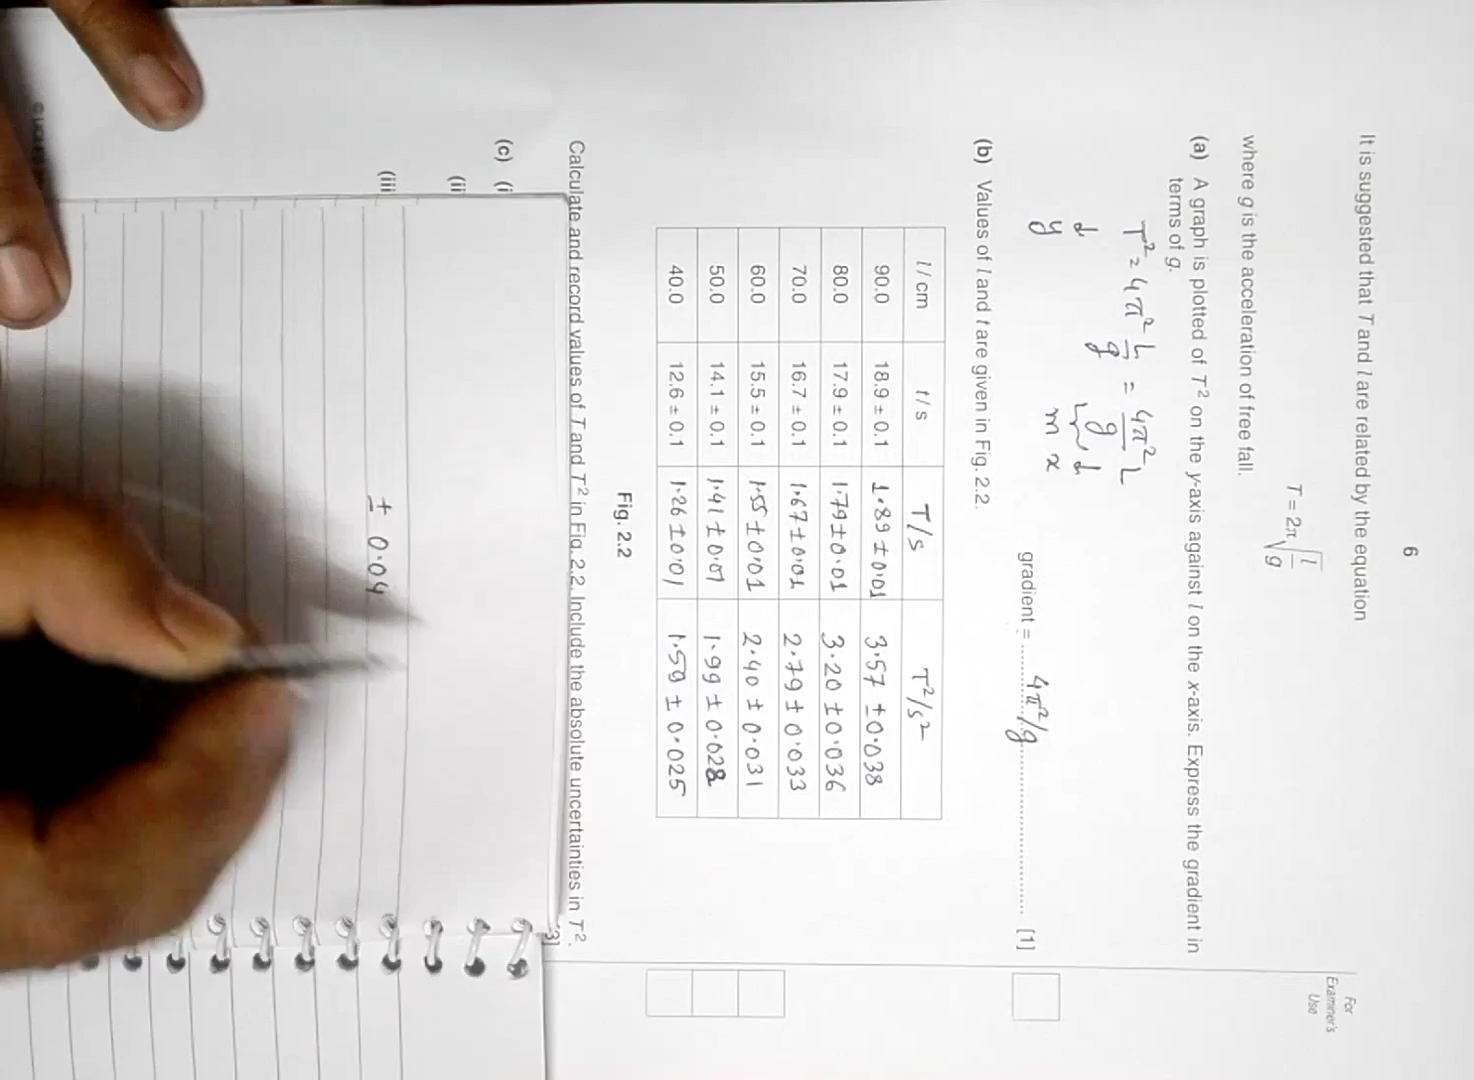 6
For
Examiner's
Use
It is suggested that T and l are related by the equation
T = 2π√(l/g)
where g is the acceleration of free fall.
(a) A graph is plotted of T² on the y-axis against l on the x-axis. Express the gradient in
terms of g.
T² = 4π² L/g = 4π²/g L
y m x
gradient = 4π²/g [1]
(b) Values of l and t are given in Fig. 2.2.
l / cm t / s T/s T²/s²
90.0 18.9 ± 0.1 1.89 ± 0.01 3.57 ± 0.038
80.0 17.9 ± 0.1 1.79 ± 0.01 3.20 ± 0.036
70.0 16.7 ± 0.1 1.67 ± 0.01 2.79 ± 0.033
60.0 15.5 ± 0.1 1.55 ± 0.01 2.40 ± 0.031
50.0 14.1 ± 0.1 1.41 ± 0.01 1.99 ± 0.028
40.0 12.6 ± 0.1 1.26 ± 0.01 1.59 ± 0.025
Fig. 2.2
Calculate and record values of T and T² in Fig. 2.2. Include the absolute uncertainties in T².
3]
(c) (i
(ii
(iii
± 0.04